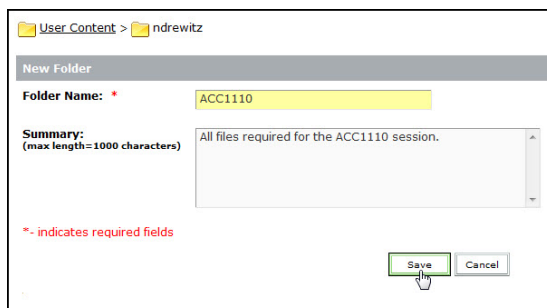 User Content > ndrewitz
New Folder
Folder Name: *
ACC1110
Summary:
(max length=1000 characters)
All files required for the ACC1110 session.
*- indicates required fields
Save Cancel